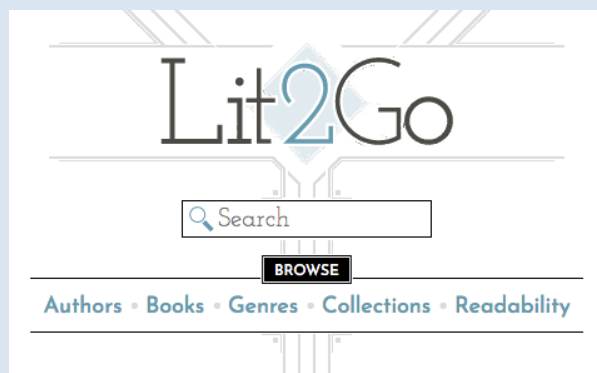 Lit2Go
Search
BROWSE
Authors • Books • Genres • Collections • Readability